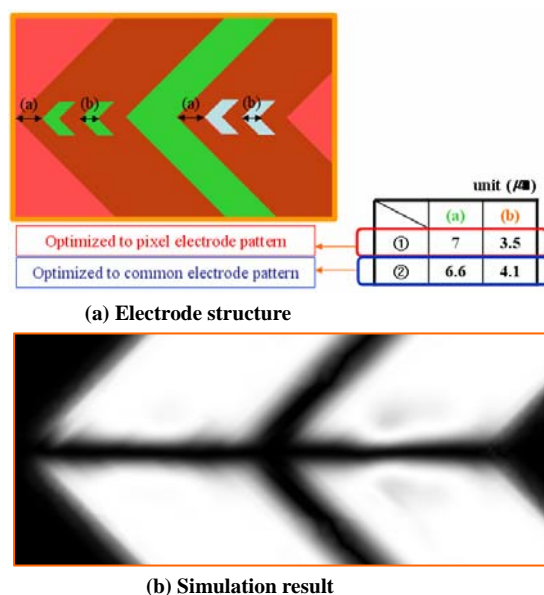 (a) (b) (a) (b)
unit (㎛)
(a) (b)
Optimized to pixel electrode pattern ① 7 3.5
Optimized to common electrode pattern ② 6.6 4.1
(a) Electrode structure
(b) Simulation result